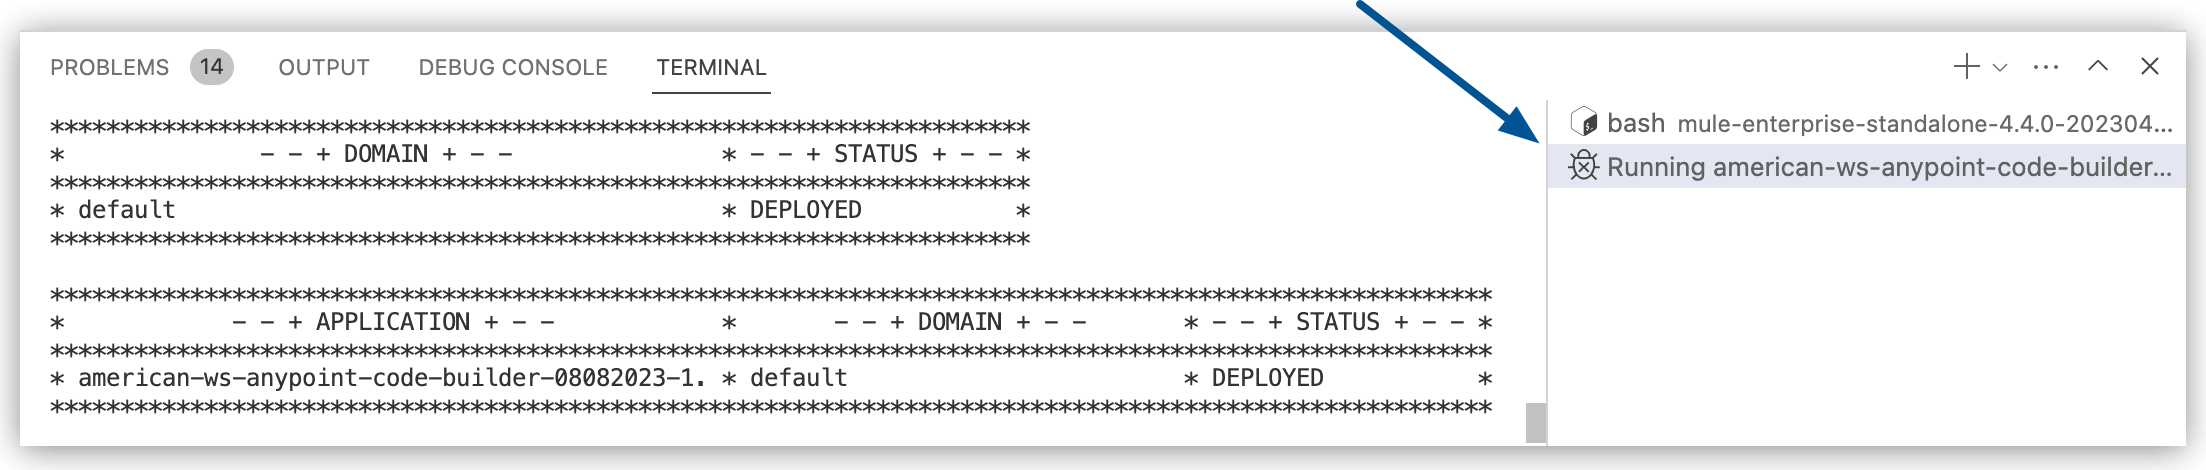 PROBLEMS 14 OUTPUT DEBUG CONSOLE TERMINAL
**********************************************************************
*              - - + DOMAIN + - -               * - - + STATUS + - - *
**********************************************************************
* default                                       * DEPLOYED           *
**********************************************************************
*******************************************************************************************************
*            - - + APPLICATION + - -            *       - - + DOMAIN + - -       * - - + STATUS + - - *
*******************************************************************************************************
* american-ws-anypoint-code-builder-08082023-1. * default                        * DEPLOYED           *
*******************************************************************************************************
bash mule-enterprise-standalone-4.4.0-202304...
Running american-ws-anypoint-code-builder...